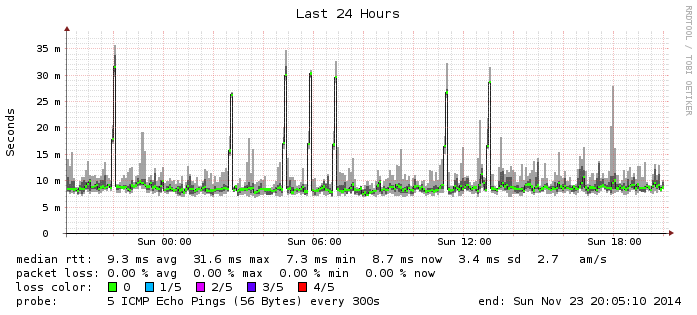 Last 24 Hours
RRDTOOL / TOBI OETIKER
Seconds
35 m
30 m
25 m
20 m
15 m
10 m
5 m
0
Sun 00:00 Sun 06:00 Sun 12:00 Sun 18:00
median rtt: 9.3 ms avg 31.6 ms max 7.3 ms min 8.7 ms now 3.4 ms sd 2.7 am/s
packet loss: 0.00 % avg 0.00 % max 0.00 % min 0.00 % now
loss color: 0 1/5 2/5 3/5 4/5
probe: 5 ICMP Echo Pings (56 Bytes) every 300s end: Sun Nov 23 20:05:10 2014